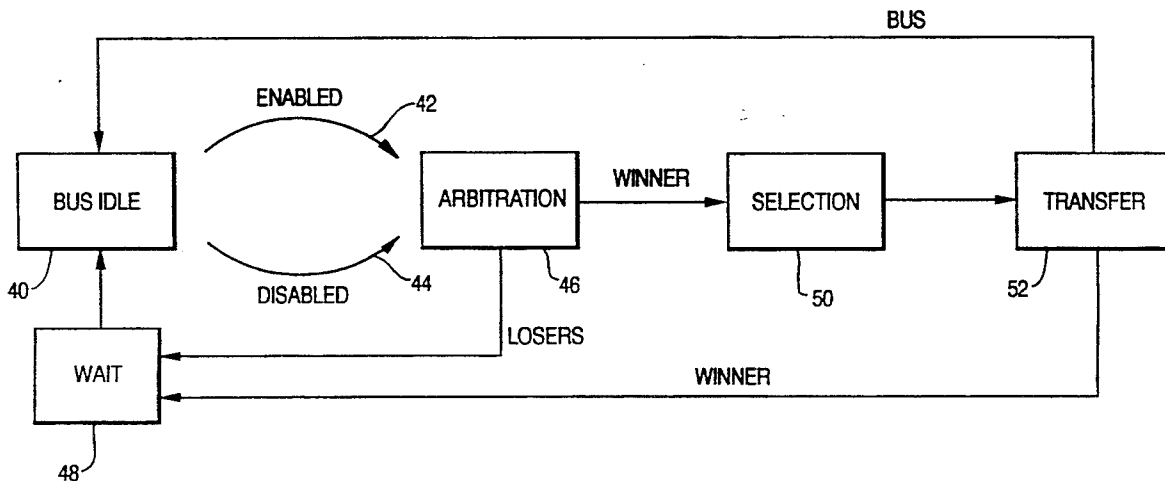 BUS
ENABLED
42
BUS IDLE
ARBITRATION
WINNER
SELECTION
TRANSFER
40
DISABLED
44
46
50
52
LOSERS
WAIT
WINNER
48